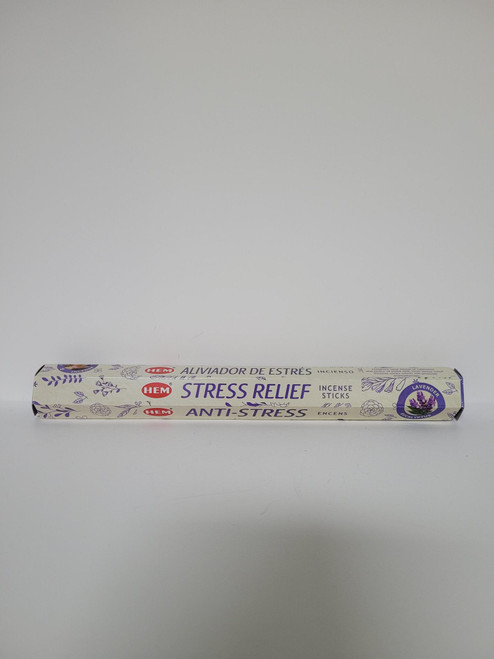 HEM ALIVIADOR DE ESTRÉS INCIENSO
HEM STRESS RELIEF INCENSE STICKS
HEM ANTI-STRESS ENCENS
LAVENDER